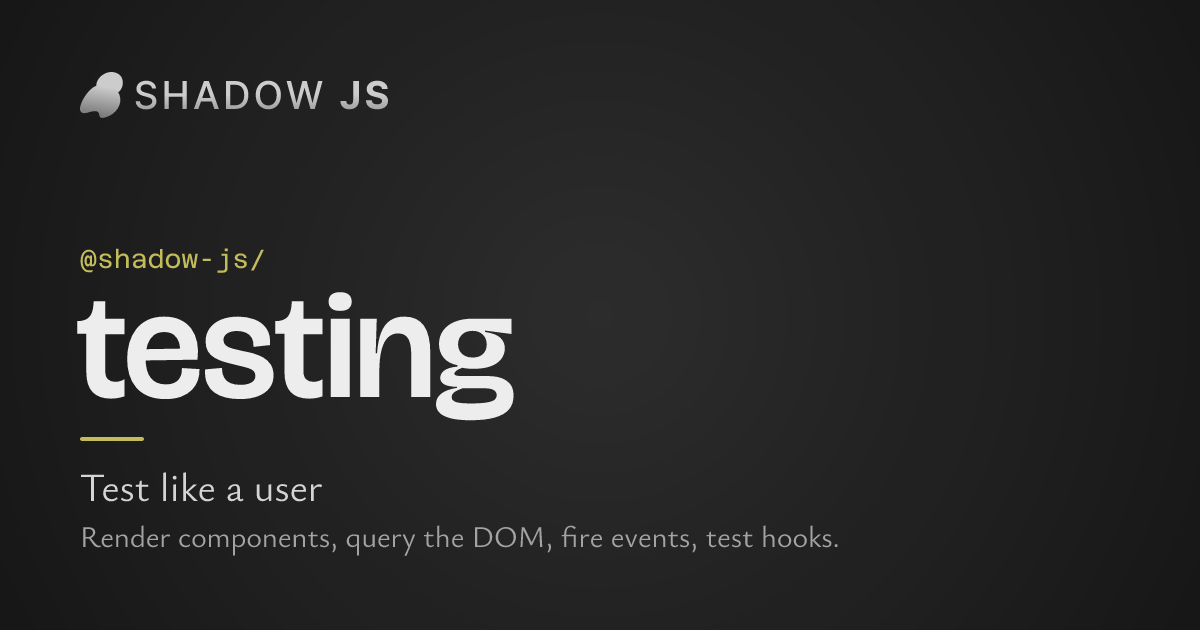 SHADOW JS
@shadow-js/
testing
Test like a user
Render components, query the DOM, fire events, test hooks.